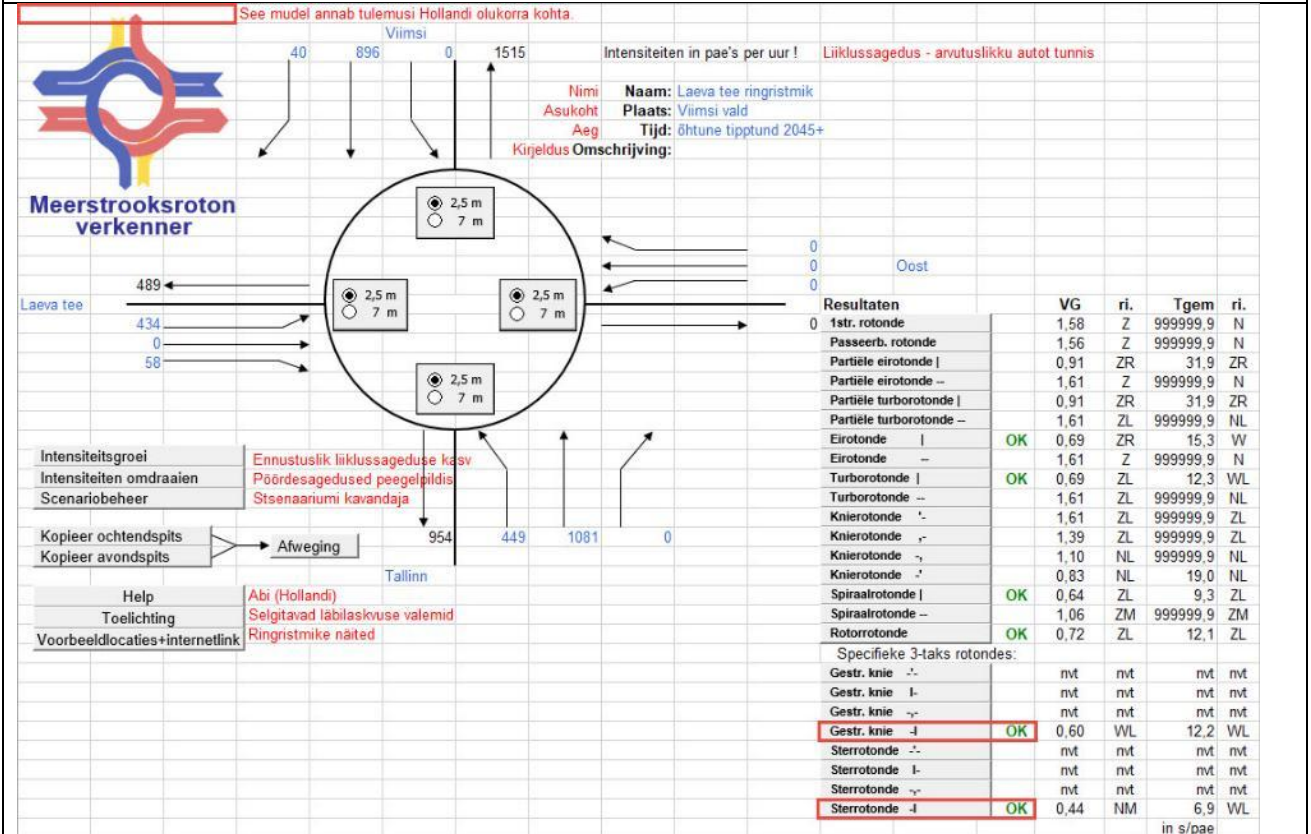 See mudel annab tulemusi Hollandi olukorra kohta.
Viimsi
40 896 0 1515 Intensiteiten in pae's per uur ! Liiklussagedus - arvutuslikku autot tunnis
Nimi Naam: Laeva tee ringristmik
Asukoht Plaats: Viimsi vald
Aeg Tijd: õhtune tipptund 2045+
Kirjeldus Omschrijving:
Meerstrooksroton
verkenner
2,5 m
7 m
0
0 Oost
0
489
Laeva tee
434
0
58
2,5 m
7 m
2,5 m
7 m
0
2,5 m
7 m
Intensiteitsgroei Ennustuslik liiklussageduse kasv
Intensiteiten omdraaien Pöördesagedused peegelpildis
Scenariobeheer Stsenaariumi kavandaja
Kopieer ochtendspits
Kopieer avondspits
Afweging
954 449 1081 0
Tallinn
Help Abi (Hollandi)
Toelichting Selgitavad läbilaskvuse valemid
Voorbeeldlocaties+internetlink Ringristmike näited
Resultaten VG ri. Tgem ri.
1str. rotonde 1,58 Z 999999,9 N
Passeerb. rotonde 1,56 Z 999999,9 N
Partiële eirotonde | 0,91 ZR 31,9 ZR
Partiële eirotonde -- 1,61 Z 999999,9 N
Partiële turborotonde | 0,91 ZR 31,9 ZR
Partiële turborotonde -- 1,61 ZL 999999,9 NL
Eirotonde | OK 0,69 ZR 15,3 W
Eirotonde -- 1,61 Z 999999,9 N
Turborotonde | OK 0,69 ZL 12,3 WL
Turborotonde -- 1,61 ZL 999999,9 NL
Knierotonde '- 1,61 ZL 999999,9 ZL
Knierotonde ,- 1,39 ZL 999999,9 ZL
Knierotonde -, 1,10 NL 999999,9 NL
Knierotonde -' 0,83 NL 19,0 NL
Spiraalrotonde | OK 0,64 ZL 9,3 ZL
Spiraalrotonde -- 1,06 ZM 999999,9 ZM
Rotorrotonde OK 0,72 ZL 12,1 ZL
Specifieke 3-taks rotondes:
Gestr. knie -'- nvt nvt nvt nvt
Gestr. knie I- nvt nvt nvt nvt
Gestr. knie -,- nvt nvt nvt nvt
Gestr. knie -I OK 0,60 WL 12,2 WL
Sterrotonde -'- nvt nvt nvt nvt
Sterrotonde I- nvt nvt nvt nvt
Sterrotonde -,- nvt nvt nvt nvt
Sterrotonde -I OK 0,44 NM 6,9 WL
in s/pae